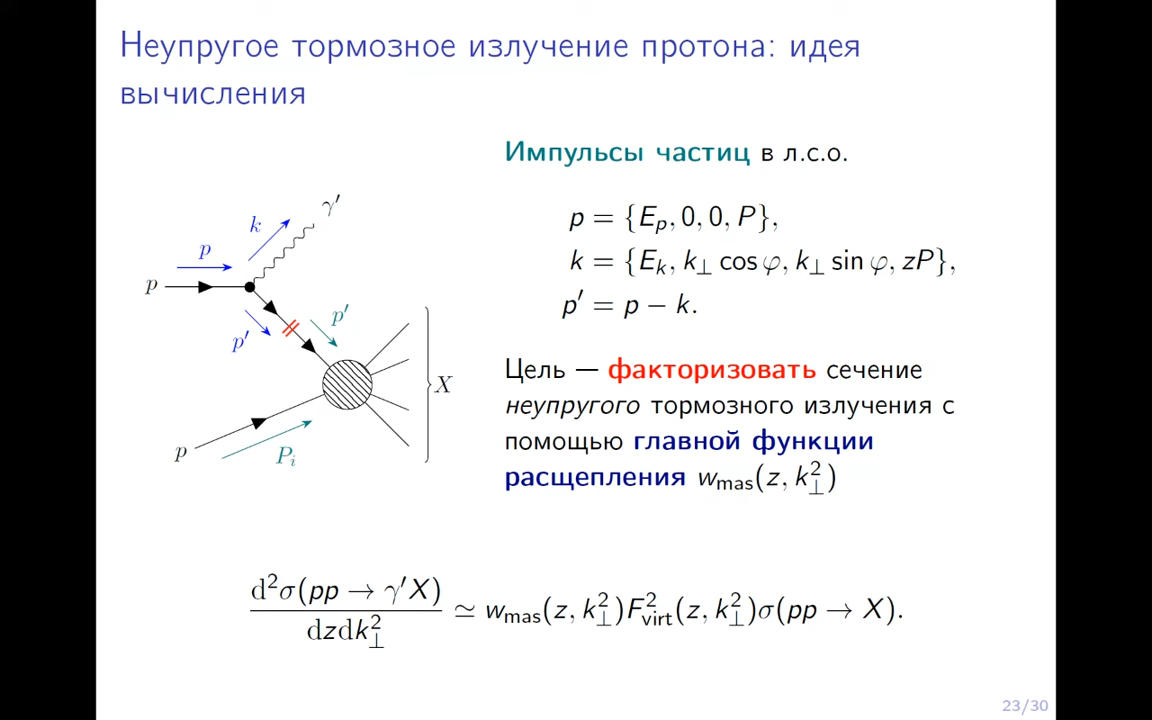 Неупругое тормозное излучение протона: идея
вычисления
Импульсы частиц в л.с.о.
p = {E_p, 0, 0, P},
k = {E_k, k_⊥ cos φ, k_⊥ sin φ, zP},
p′ = p − k.
γ′
k
p
p
p′
p′
X
p
P_i
Цель — факторизовать сечение
неупругого тормозного излучения с
помощью главной функции
расщепления w_mas(z, k_⊥^2)
d^2σ(pp → γ′X) / dzdk_⊥^2 ≃ w_mas(z, k_⊥^2)F_virt^2(z, k_⊥^2)σ(pp → X).
23/30